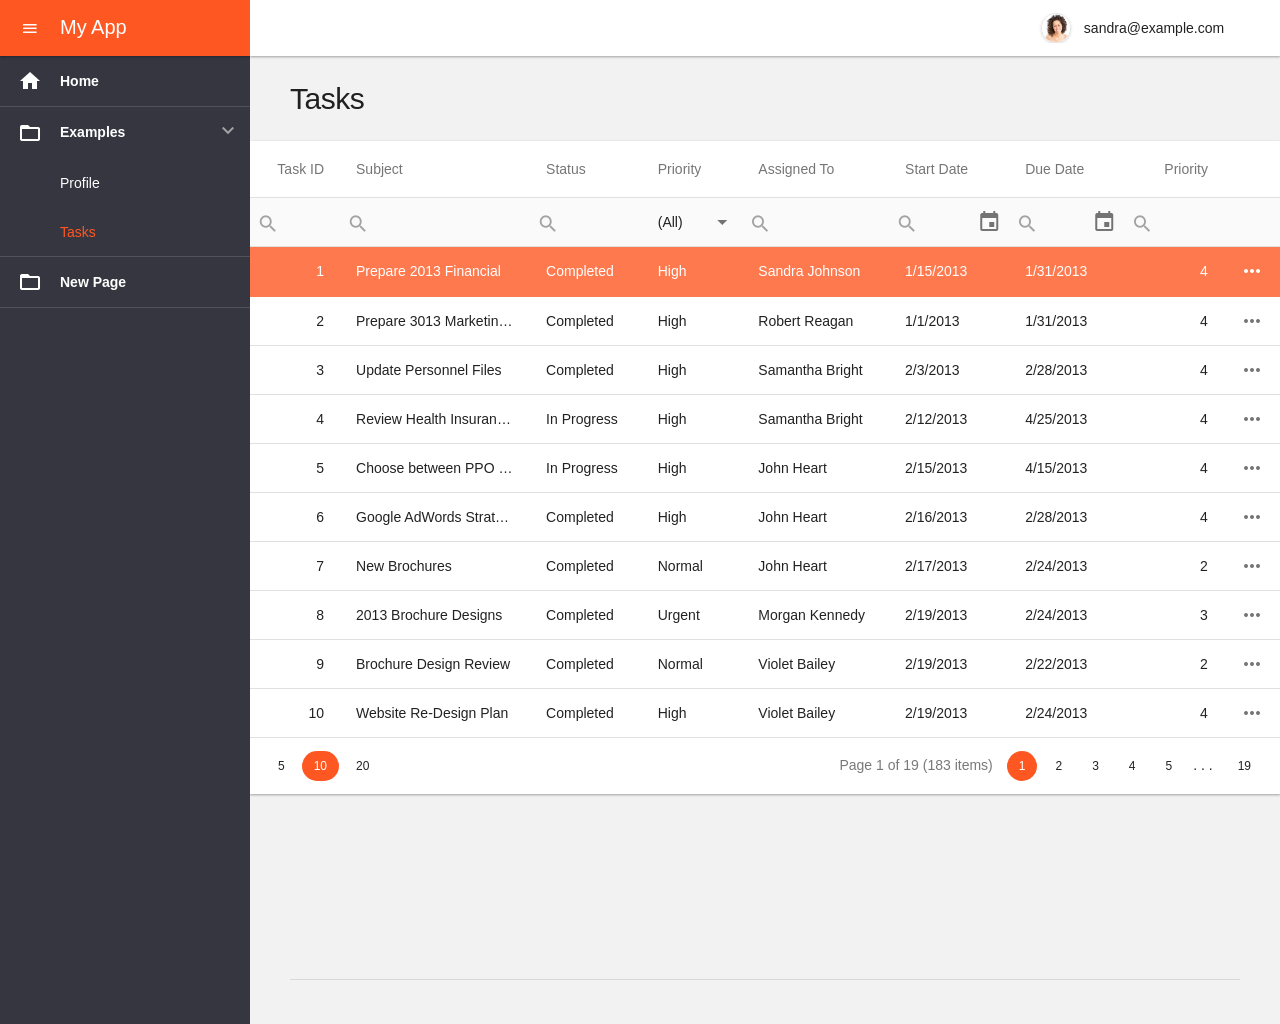 My App
sandra@example.com
Home
Examples
Profile
Tasks
New Page
Tasks
Task ID Subject Status Priority Assigned To Start Date Due Date Priority
(All)
1 Prepare 2013 Financial Completed High Sandra Johnson 1/15/2013 1/31/2013 4
2 Prepare 3013 Marketin… Completed High Robert Reagan 1/1/2013 1/31/2013 4
3 Update Personnel Files Completed High Samantha Bright 2/3/2013 2/28/2013 4
4 Review Health Insuran… In Progress High Samantha Bright 2/12/2013 4/25/2013 4
5 Choose between PPO … In Progress High John Heart 2/15/2013 4/15/2013 4
6 Google AdWords Strat… Completed High John Heart 2/16/2013 2/28/2013 4
7 New Brochures Completed Normal John Heart 2/17/2013 2/24/2013 2
8 2013 Brochure Designs Completed Urgent Morgan Kennedy 2/19/2013 2/24/2013 3
9 Brochure Design Review Completed Normal Violet Bailey 2/19/2013 2/22/2013 2
10 Website Re-Design Plan Completed High Violet Bailey 2/19/2013 2/24/2013 4
5 10 20 Page 1 of 19 (183 items) 1 2 3 4 5 . . . 19